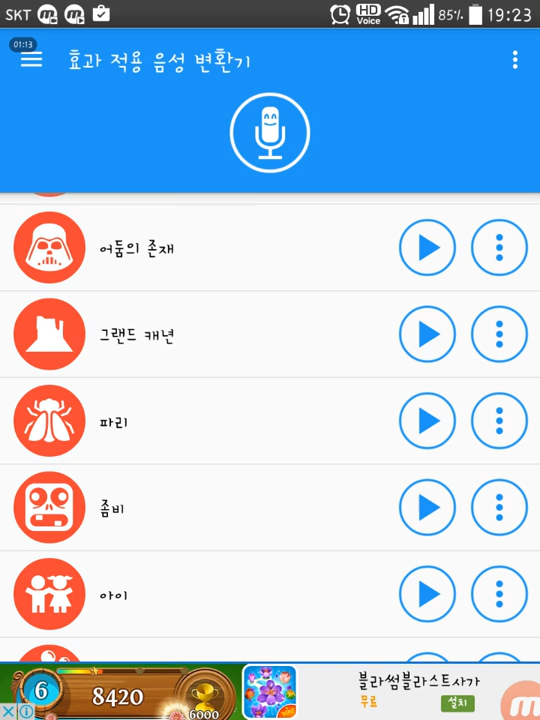 SKT HD Voice 85% 19:23
01:13
효과 적용 음성 변환기
어둠의 존재
그랜드 캐년
파리
좀비
아이
6 8420 6000
블라썸블라스트사가
무료 설치